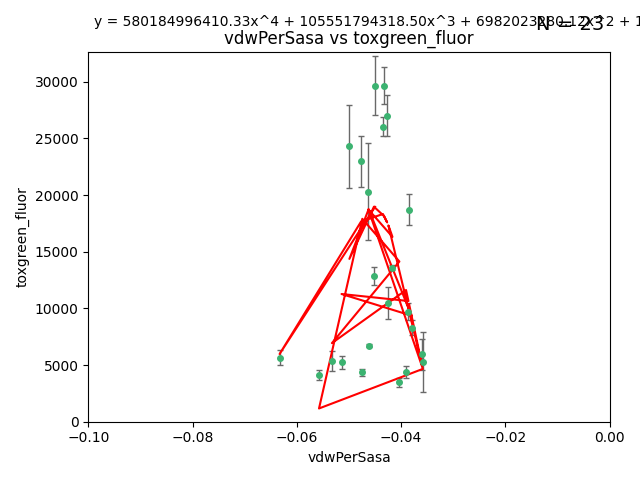 y = 580184996410.33x^4 + 105551794318.50x^3 +
N = 23
vdwPerSasa vs toxgreen_fluor
30000
25000
20000
15000
10000
5000
0
toxgreen_fluor
−0.10
−0.08
−0.06
−0.04
−0.02
0.00
vdwPerSasa